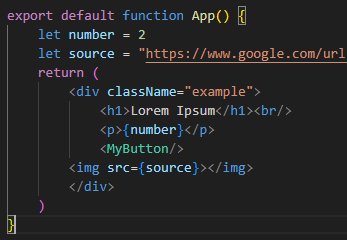 export default function App() {
let number = 2
let source = "https://www.google.com/url
return (
<div className="example">
<h1>Lorem Ipsum</h1><br/>
<p>{number}</p>
<MyButton/>
<img src={source}></img>
</div>
)
}